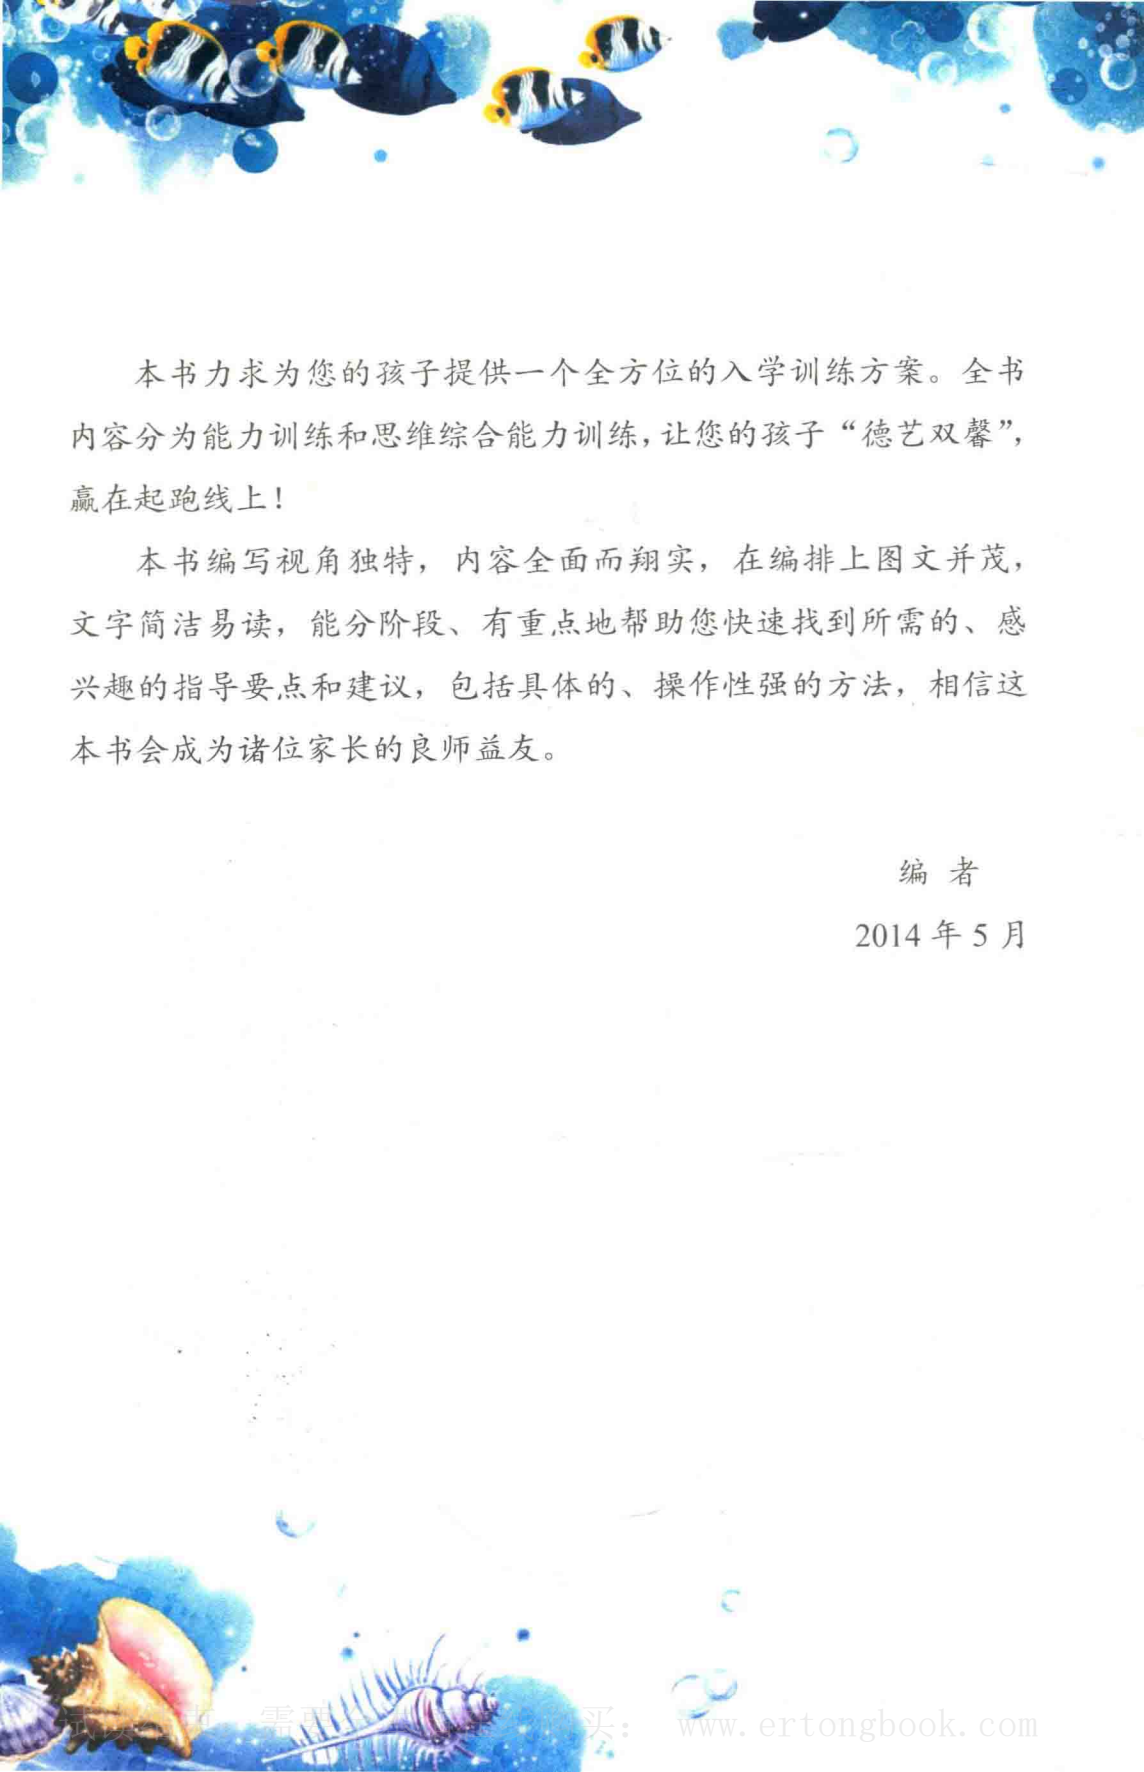 本书力求为您的孩子提供一个全方位的入学训练方案。全书
内容分为能力训练和思维综合能力训练，让您的孩子“德艺双馨”，
赢在起跑线上！
本书编写视角独特，内容全面而翔实，在编排上图文并茂，
文字简洁易读，能分阶段、有重点地帮助您快速找到所需的、感
兴趣的指导要点和建议，包括具体的、操作性强的方法，相信这
本书会成为诸位家长的良师益友。
编 者
2014 年 5 月
试读 需要 买： www.ertongbook.com